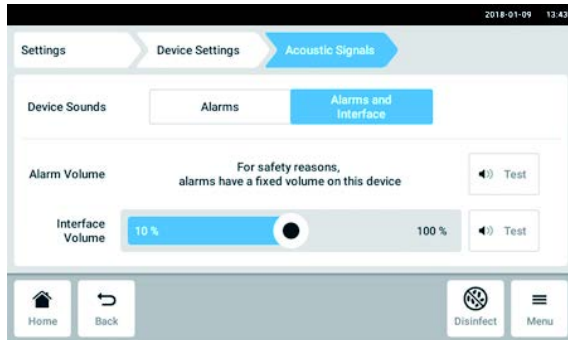 2018-01-09 13:43
Settings Device Settings Acoustic Signals
Device Sounds Alarms Alarms and
Interface
Alarm Volume For safety reasons,
alarms have a fixed volume on this device Test
Interface
Volume 10 % 100 % Test
Home Back Disinfect Menu